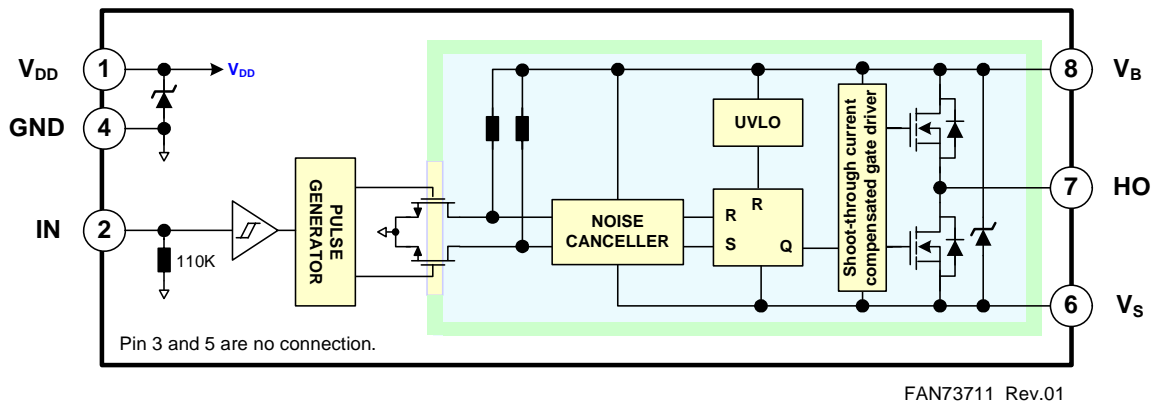 VDD
1
VDD
8
VB
GND
4
UVLO
IN
2
110K
PULSE
GENERATOR
NOISE
CANCELLER
R
R
S
Q
Shoot-through current
compensated gate driver
7
HO
6
VS
Pin 3 and 5 are no connection.
FAN73711 Rev.01